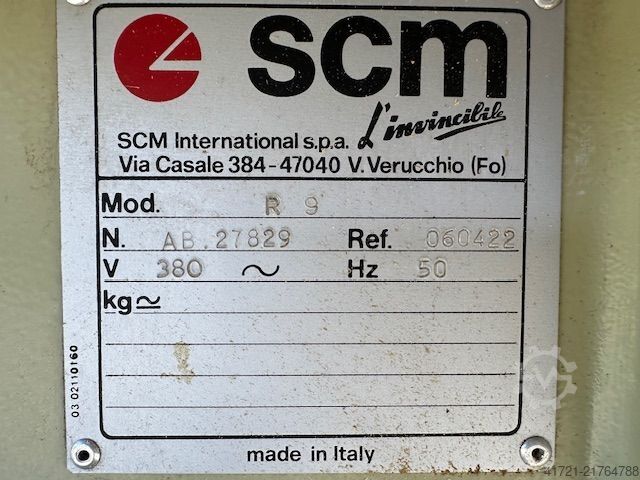 scm
L'invincibile
SCM International s.p.a.
Via Casale 384-47040 V. Verucchio (Fo)
Mod. R 9
N. AB.27829 Ref. 060422
V 380 ~ Hz 50
kg≃
03 02110160
made in Italy
41721-21764788